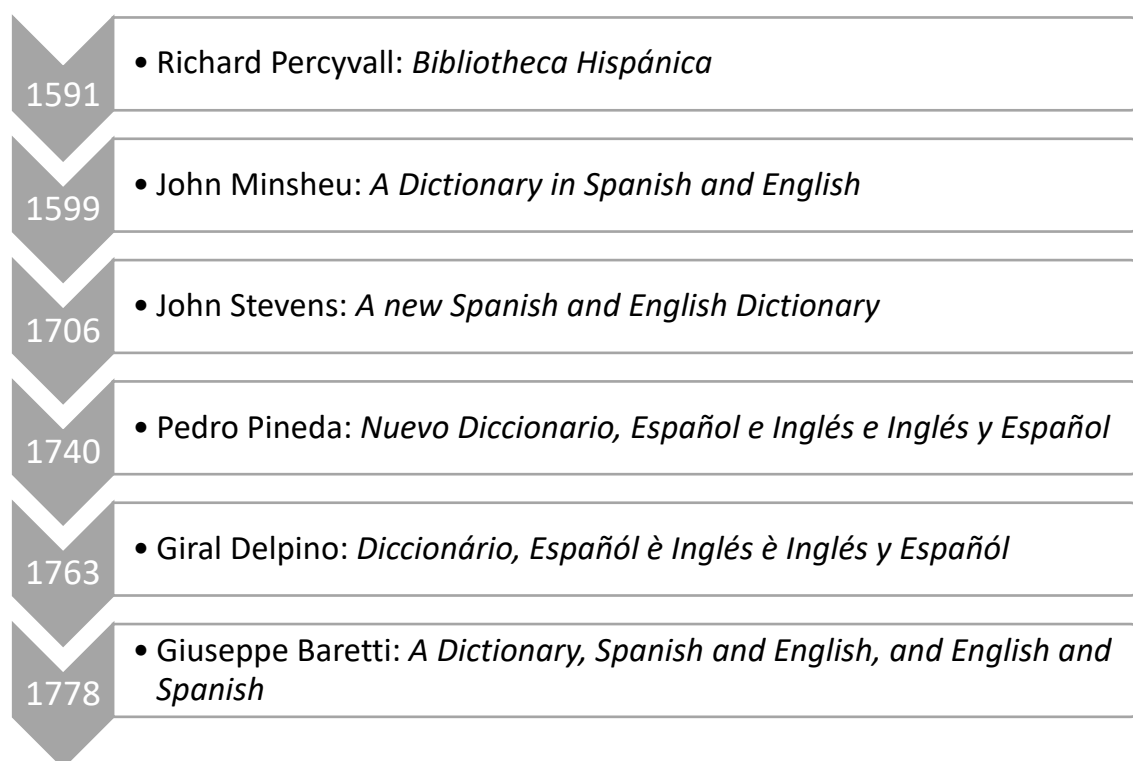 1591
• Richard Percyvall: Bibliotheca Hispánica
1599
• John Minsheu: A Dictionary in Spanish and English
1706
• John Stevens: A new Spanish and English Dictionary
1740
• Pedro Pineda: Nuevo Diccionario, Español e Inglés e Inglés y Español
1763
• Giral Delpino: Diccionário, Españól è Inglés è Inglés y Españól
1778
• Giuseppe Baretti: A Dictionary, Spanish and English, and English and
Spanish